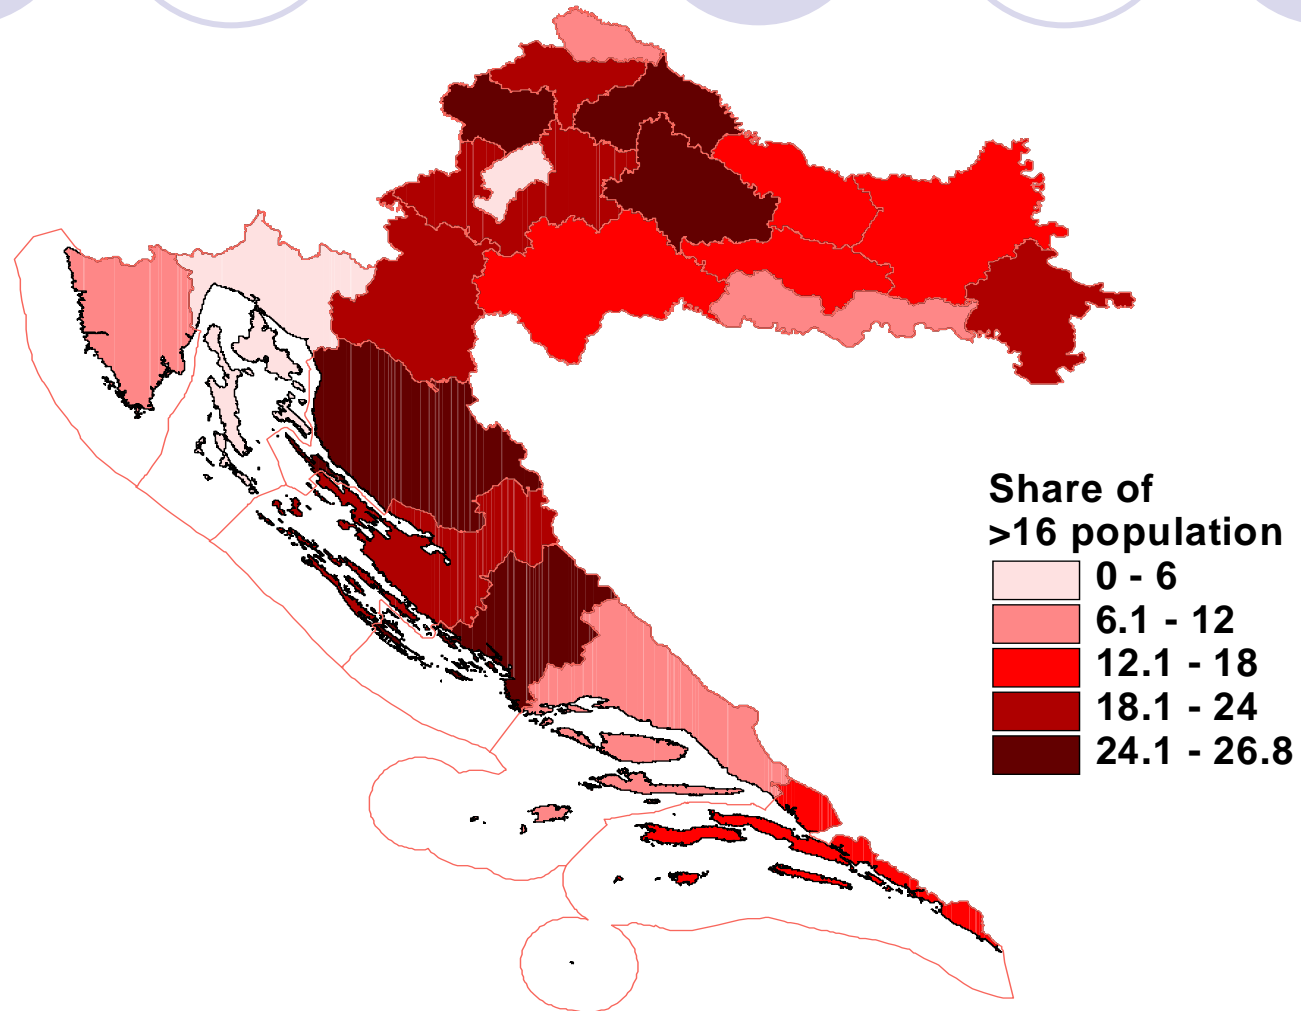 Share of
>16 population
0 - 6
6.1 - 12
12.1 - 18
18.1 - 24
24.1 - 26.8